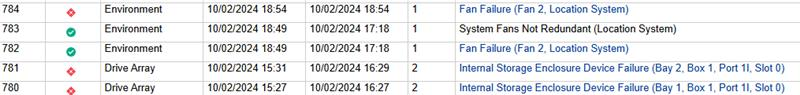 784 Environment 10/02/2024 18:54 10/02/2024 18:54 1 Fan Failure (Fan 2, Location System)
783 Environment 10/02/2024 18:49 10/02/2024 17:18 1 System Fans Not Redundant (Location System)
782 Environment 10/02/2024 18:49 10/02/2024 17:18 1 Fan Failure (Fan 2, Location System)
781 Drive Array 10/02/2024 15:31 10/02/2024 16:29 2 Internal Storage Enclosure Device Failure (Bay 2, Box 1, Port 1I, Slot 0)
780 Drive Array 10/02/2024 15:27 10/02/2024 16:27 2 Internal Storage Enclosure Device Failure (Bay 1, Box 1, Port 1I, Slot 0)